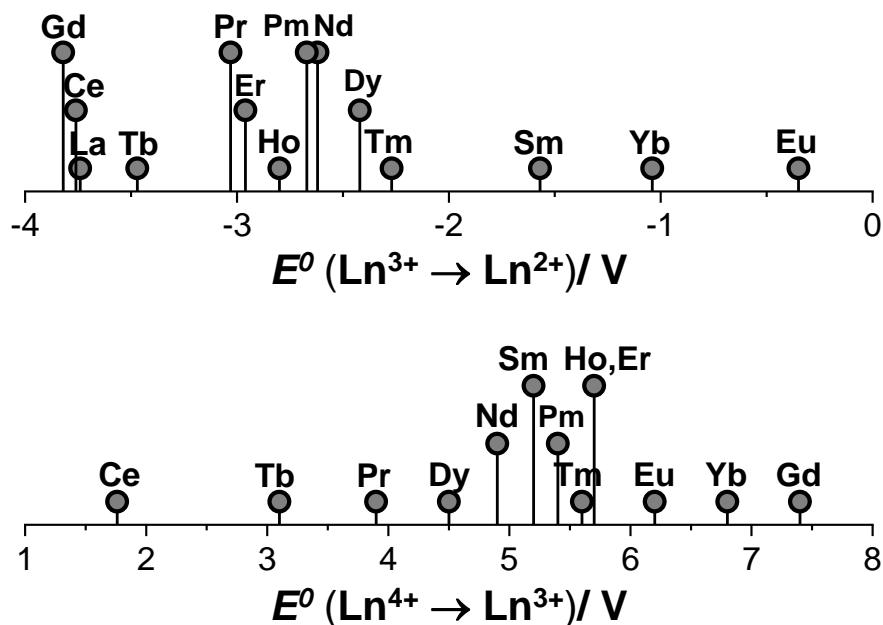 Gd Pr Pm Nd
Ce Er Dy
La Tb Ho Tm Sm Yb Eu
-4 -3 -2 -1 0
E⁰ (Ln³⁺ → Ln²⁺)/ V
Sm Ho,Er
Nd Pm
Ce Tb Pr Dy Tm Eu Yb Gd
1 2 3 4 5 6 7 8
E⁰ (Ln⁴⁺ → Ln³⁺)/ V